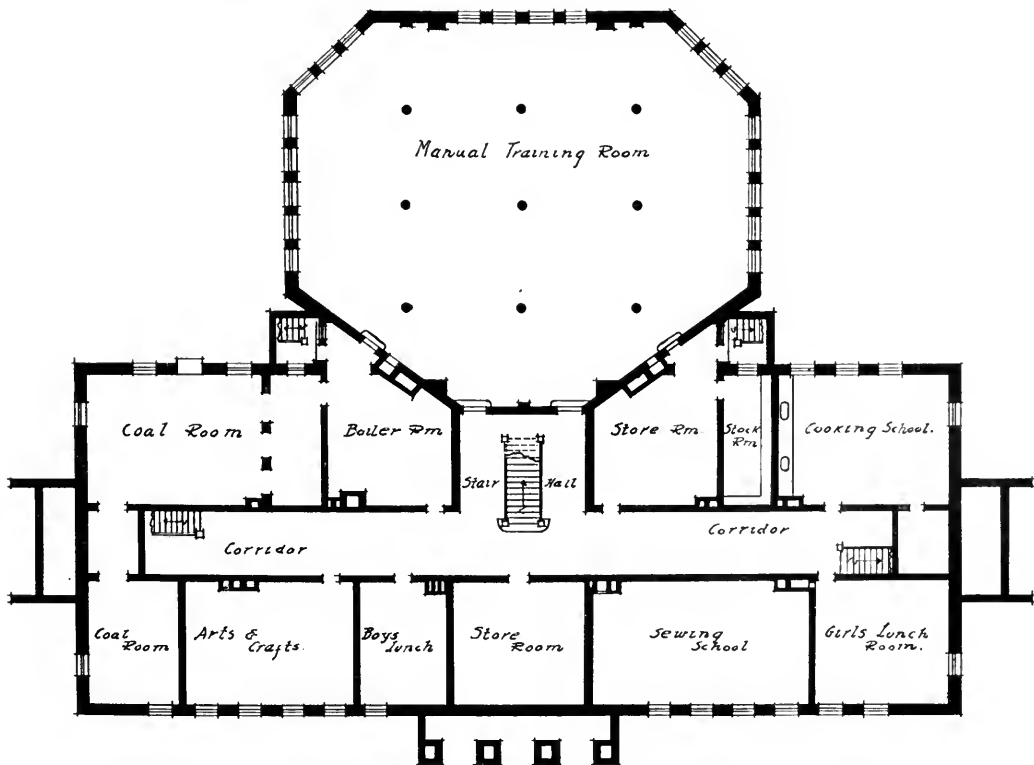 Manual Training Room
Coal Room
Boiler Rm
Stair Hall
Store Rm.
Stock
Rm
Cooking School.
Corridor
Corridor
Coal
Room
Arts &
Crafts.
Boys
Lunch
Store
Room
Sewing
School
Girls Lunch
Room.